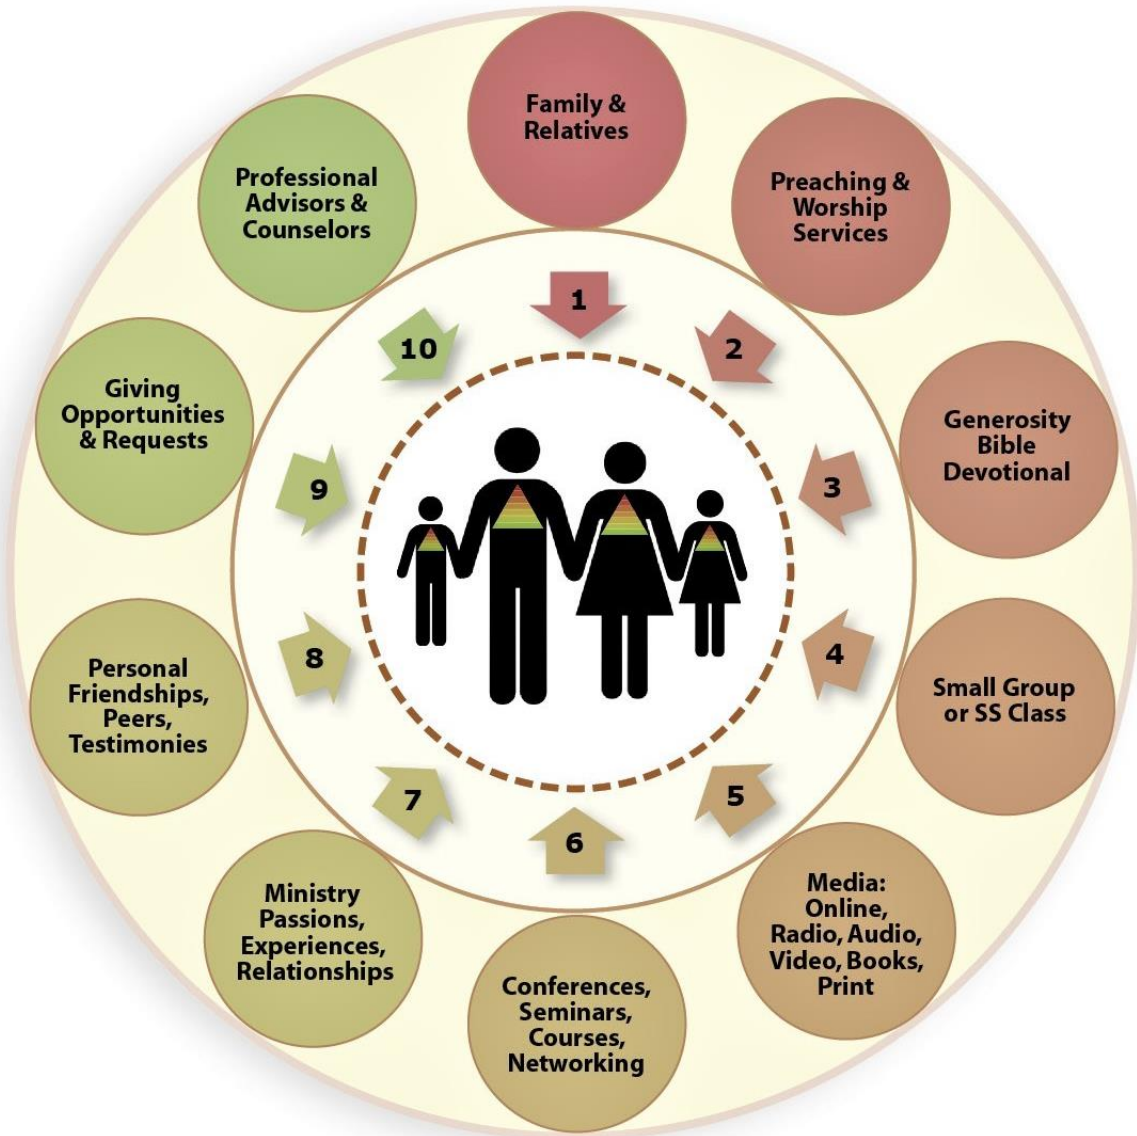 Family &
Relatives
Preaching &
Worship
Services
Generosity
Bible
Devotional
Small Group
or SS Class
Media:
Online,
Radio, Audio,
Video, Books,
Print
Conferences,
Seminars,
Courses,
Networking
Ministry
Passions,
Experiences,
Relationships
Personal
Friendships,
Peers,
Testimonies
Giving
Opportunities
& Requests
Professional
Advisors &
Counselors
1
2
3
4
5
6
7
8
9
10